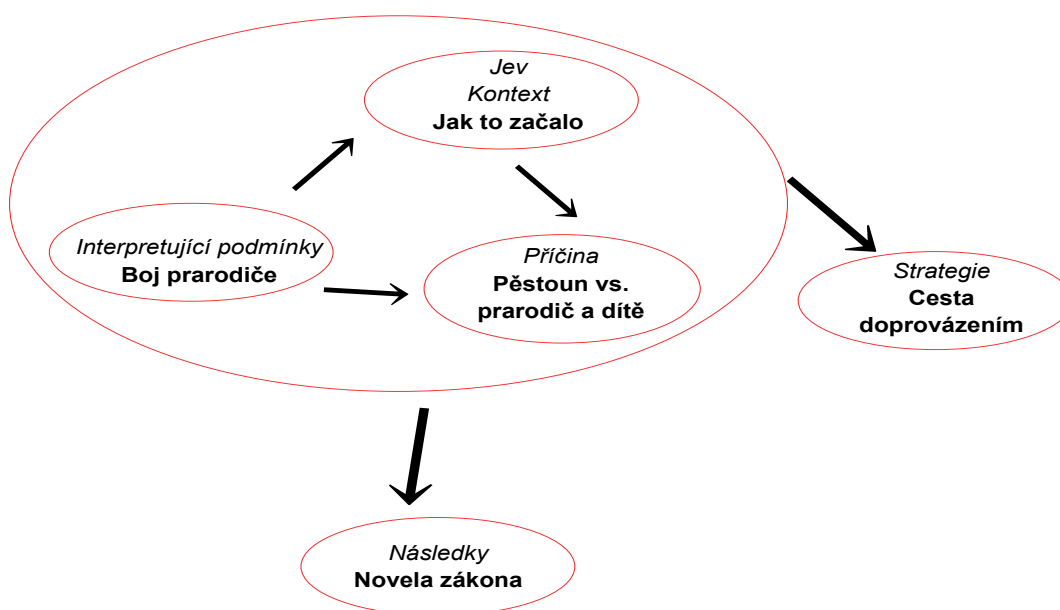 Jev
Kontext
Jak to začalo
Interpretující podmínky
Boj prarodiče
Příčina
Pěstoun vs.
prarodič a dítě
Strategie
Cesta
doprovázením
Následky
Novela zákona